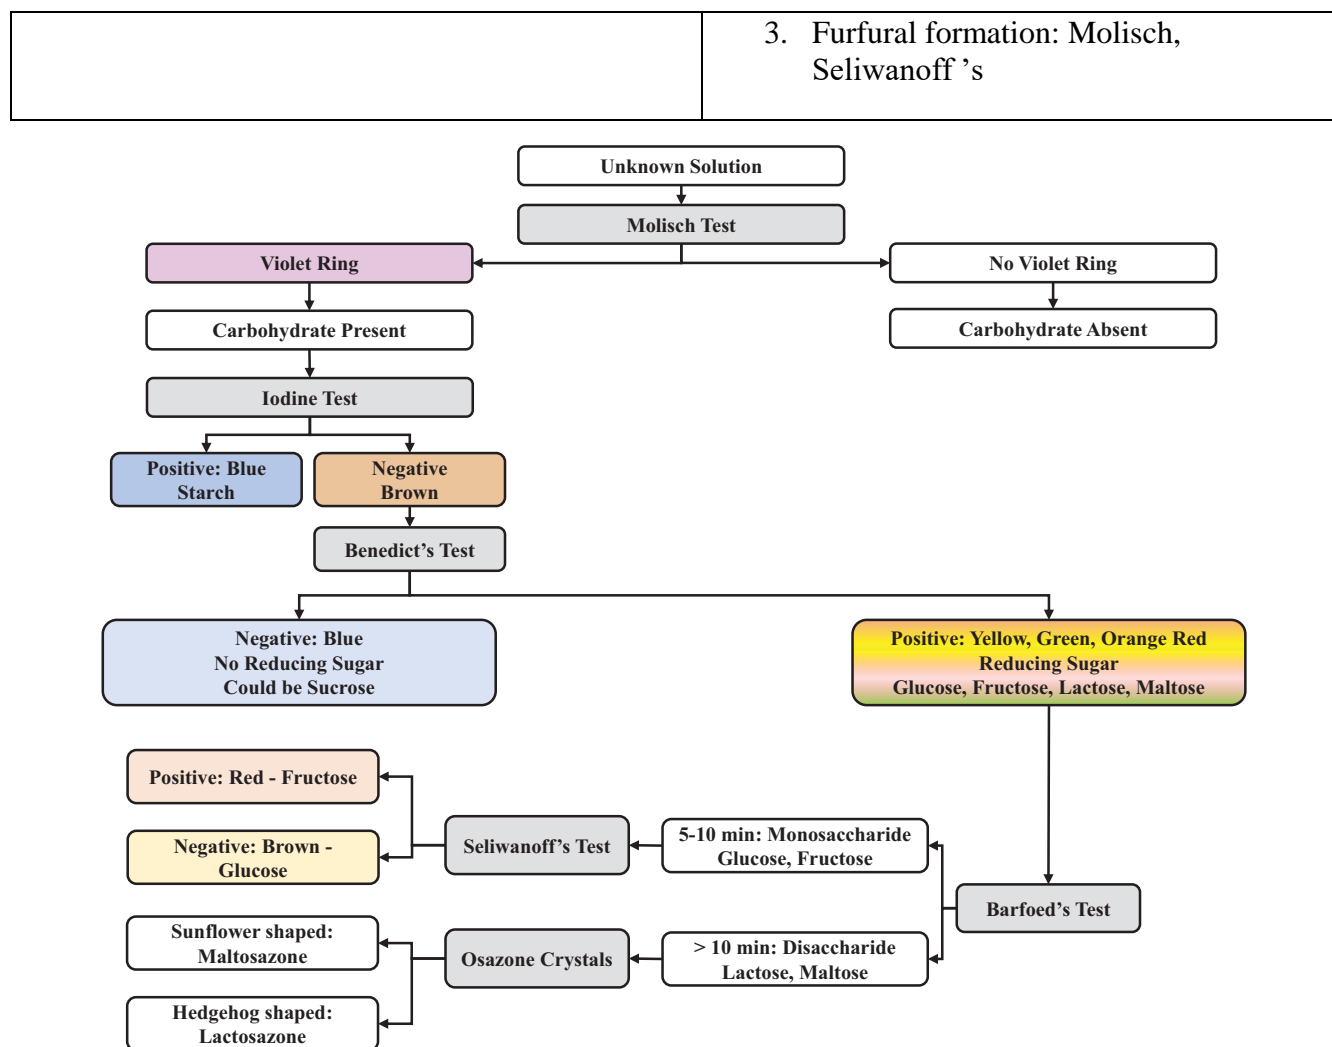 3. Furfural formation: Molisch,
Seliwanoff ’s
Unknown Solution
Molisch Test
Violet Ring
No Violet Ring
Carbohydrate Present
Carbohydrate Absent
Iodine Test
Positive: Blue
Starch
Negative
Brown
Benedict’s Test
Negative: Blue
No Reducing Sugar
Could be Sucrose
Positive: Yellow, Green, Orange Red
Reducing Sugar
Glucose, Fructose, Lactose, Maltose
Positive: Red - Fructose
Negative: Brown -
Glucose
Seliwanoff’s Test
5-10 min: Monosaccharide
Glucose, Fructose
Barfoed’s Test
Sunflower shaped:
Maltosazone
Osazone Crystals
> 10 min: Disaccharide
Lactose, Maltose
Hedgehog shaped:
Lactosazone